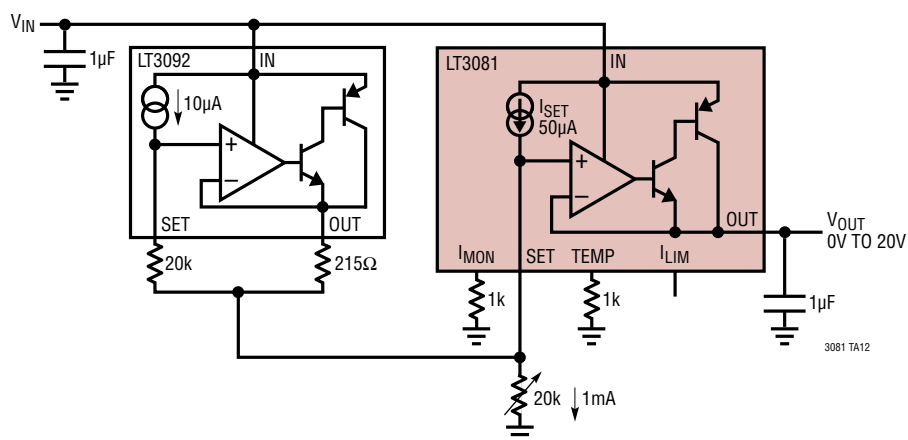 VIN
1µF
LT3092
IN
10µA
+
–
SET
OUT
20k
215Ω
LT3081
IN
ISET
50µA
+
–
OUT
IMON
SET
TEMP
ILIM
1k
1k
VOUT
0V TO 20V
1µF
3081 TA12
20k
1mA